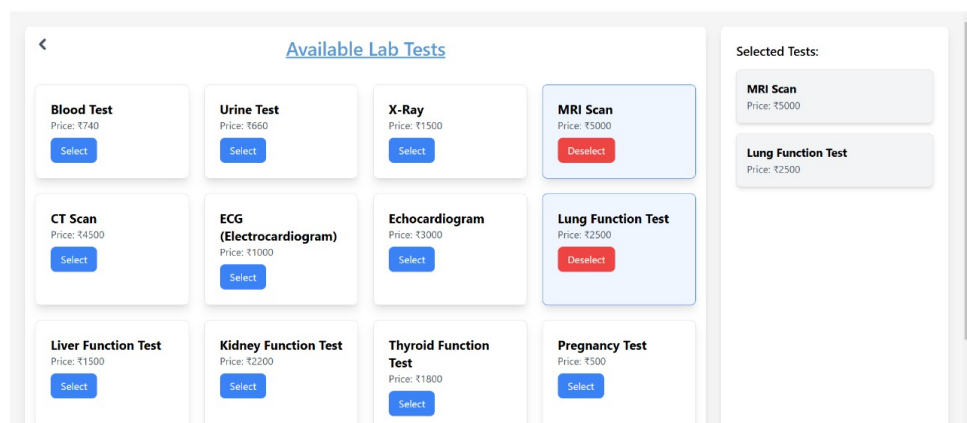 Available Lab Tests
Blood Test
Price: ₹740
Select
Urine Test
Price: ₹660
Select
X-Ray
Price: ₹1500
Select
MRI Scan
Price: ₹5000
Deselect
CT Scan
Price: ₹4500
Select
ECG
(Electrocardiogram)
Price: ₹1000
Select
Echocardiogram
Price: ₹3000
Select
Lung Function Test
Price: ₹2500
Deselect
Liver Function Test
Price: ₹1500
Select
Kidney Function Test
Price: ₹2200
Select
Thyroid Function
Test
Price: ₹1800
Select
Pregnancy Test
Price: ₹500
Select
Selected Tests:
MRI Scan
Price: ₹5000
Lung Function Test
Price: ₹2500